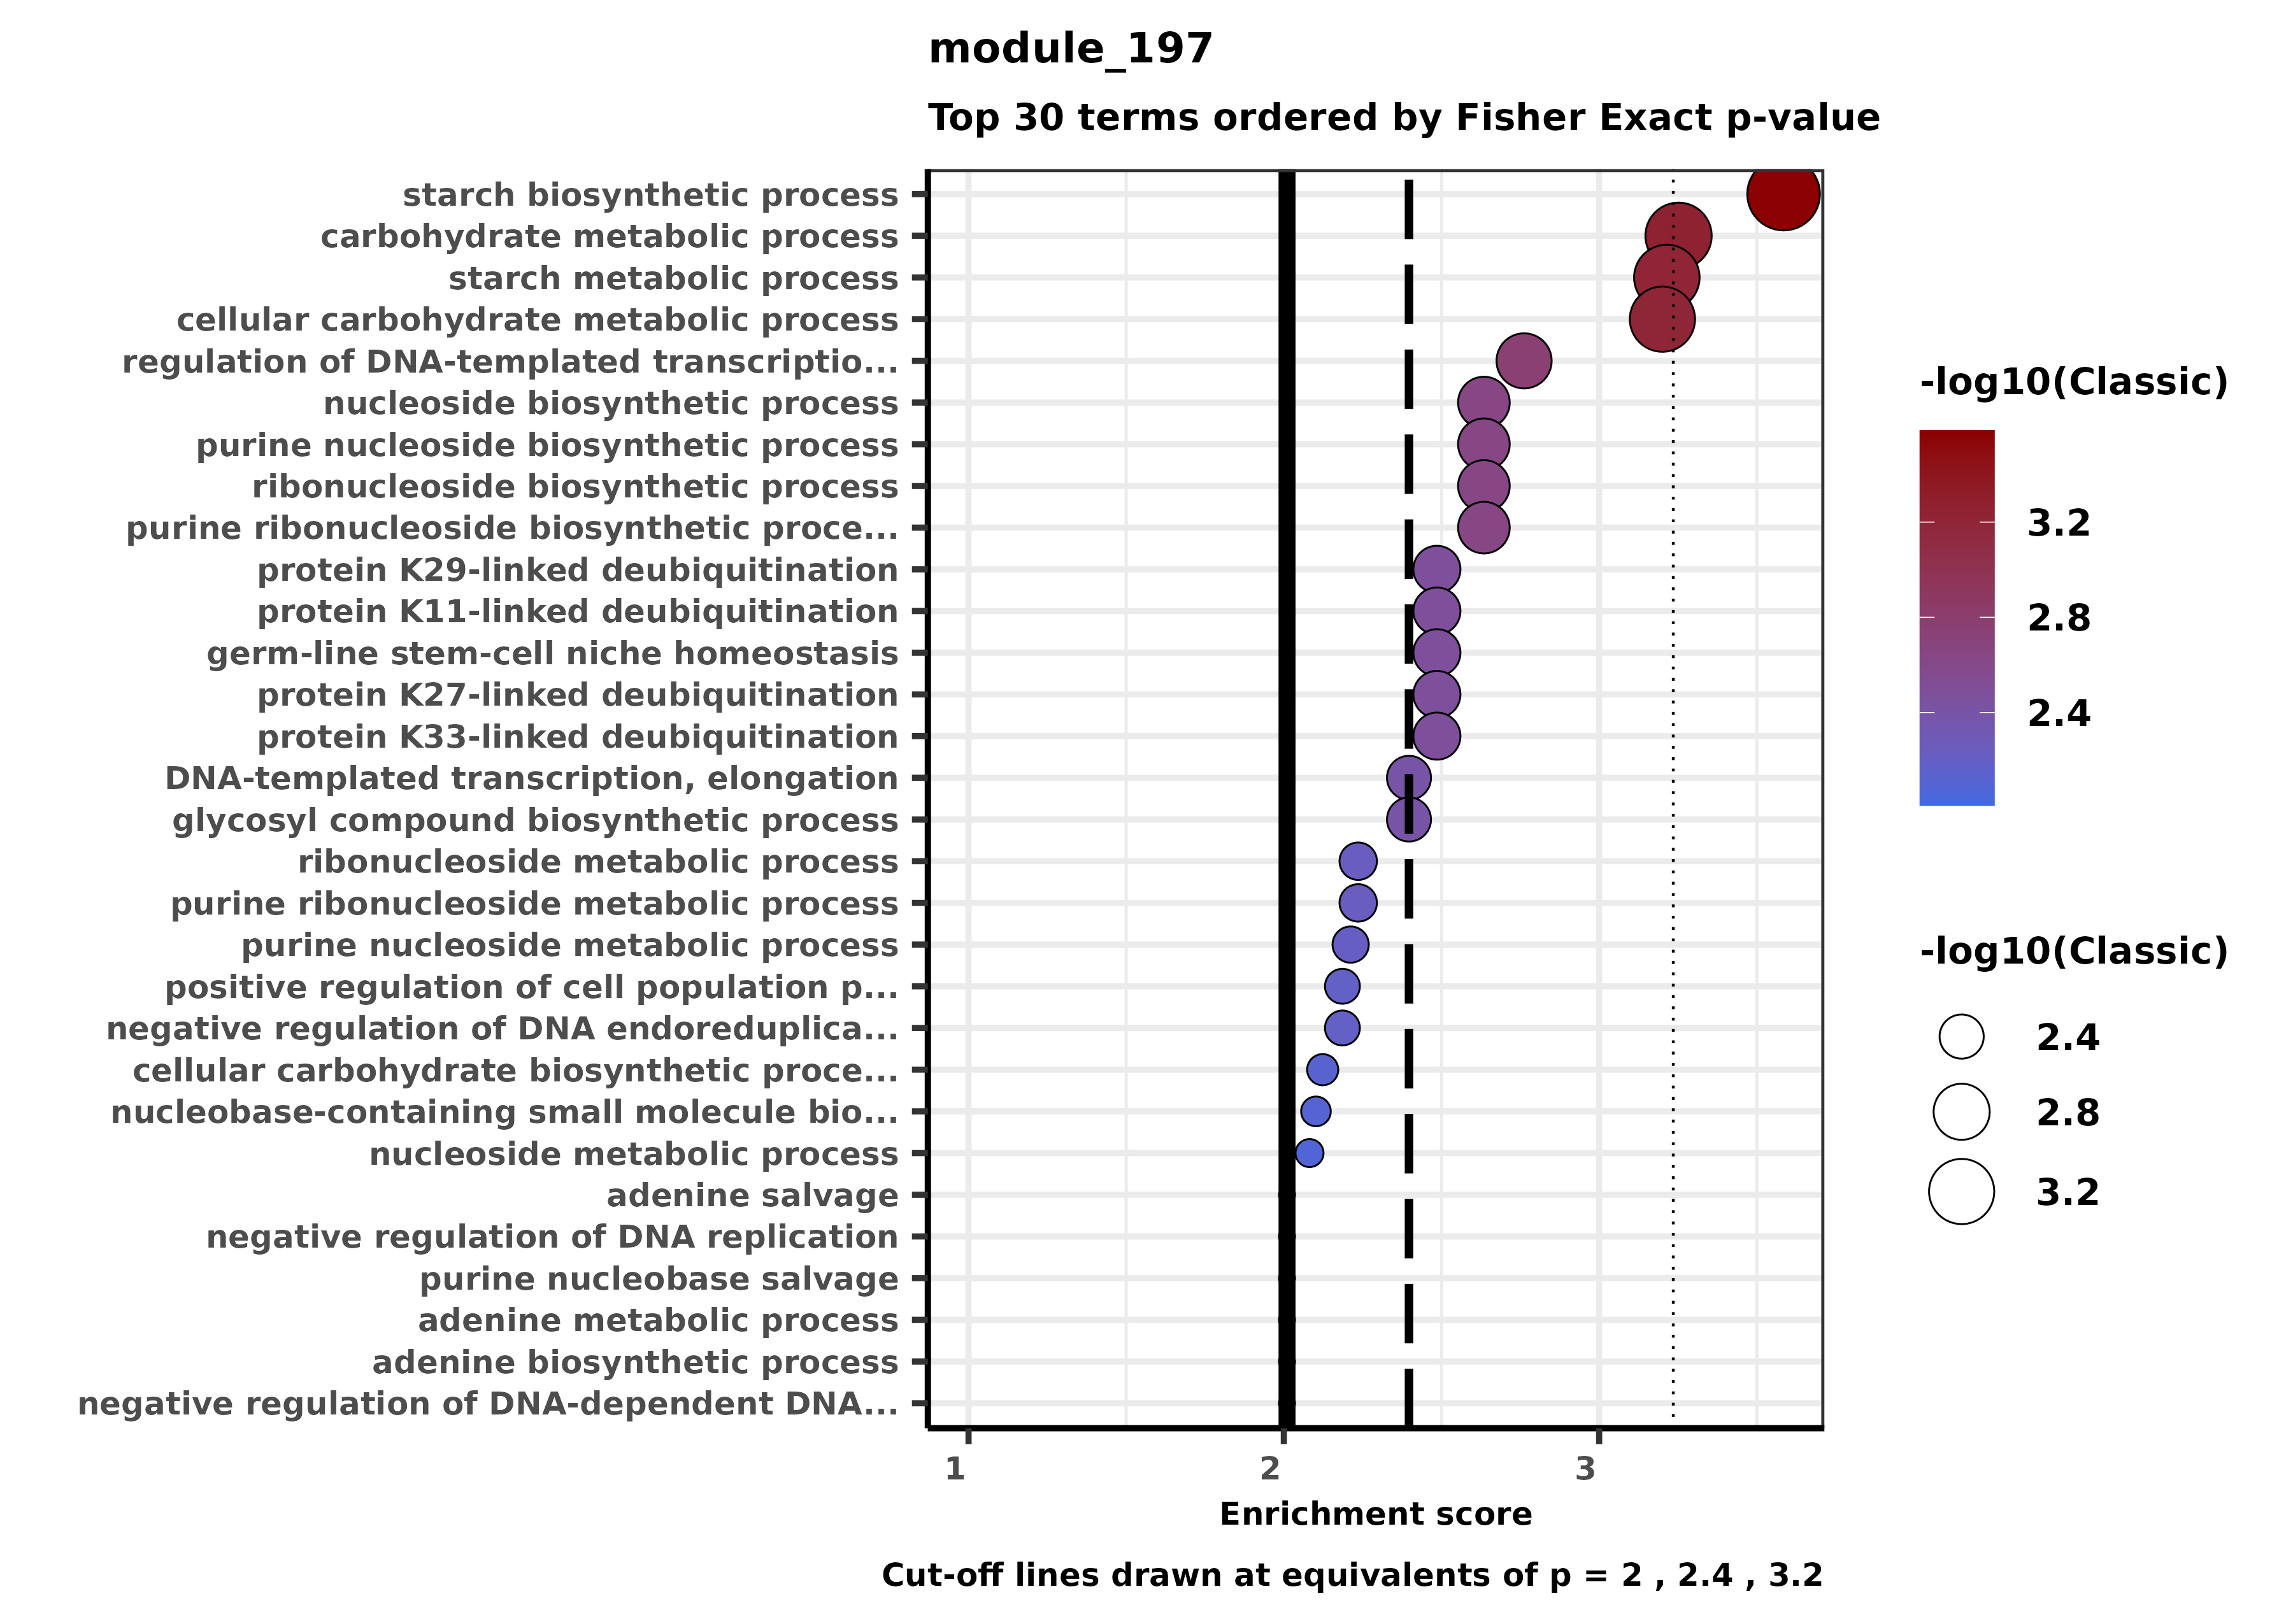 module_197
Top 30 terms ordered by Fisher Exact p-value
starch biosynthetic process
carbohydrate metabolic process
starch metabolic process
cellular carbohydrate metabolic process
regulation of DNA-templated transcriptio...
nucleoside biosynthetic process
purine nucleoside biosynthetic process
ribonucleoside biosynthetic process
purine ribonucleoside biosynthetic proce...
protein K29-linked deubiquitination
protein K11-linked deubiquitination
germ-line stem-cell niche homeostasis
protein K27-linked deubiquitination
protein K33-linked deubiquitination
DNA-templated transcription, elongation
glycosyl compound biosynthetic process
ribonucleoside metabolic process
purine ribonucleoside metabolic process
purine nucleoside metabolic process
positive regulation of cell population p...
negative regulation of DNA endoreduplica...
cellular carbohydrate biosynthetic proce...
nucleobase-containing small molecule bio...
nucleoside metabolic process
adenine salvage
negative regulation of DNA replication
purine nucleobase salvage
adenine metabolic process
adenine biosynthetic process
negative regulation of DNA-dependent DNA...
1 2 3
Enrichment score
Cut-off lines drawn at equivalents of p = 2 , 2.4 , 3.2
-log10(Classic)
3.2
2.8
2.4
-log10(Classic)
2.4
2.8
3.2